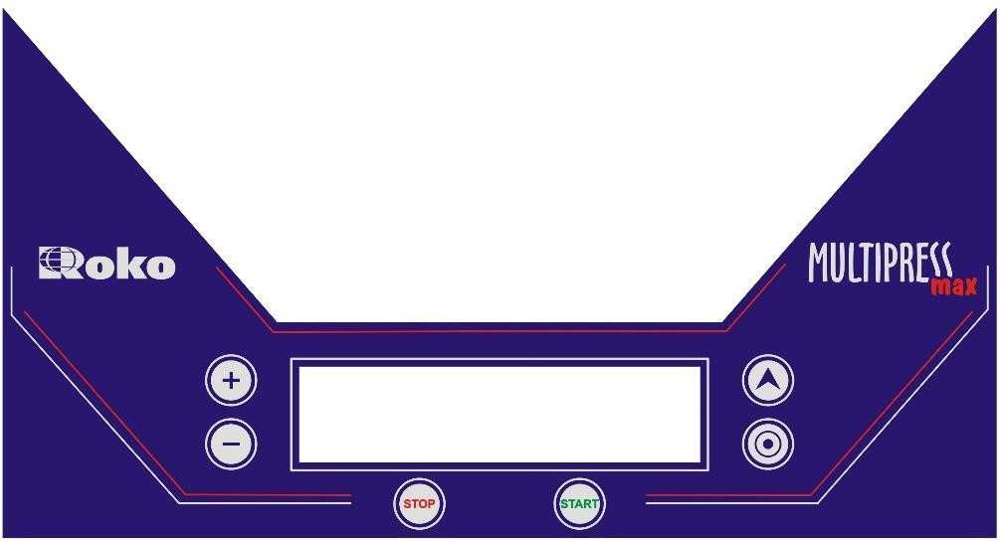 Roko
MULTIPRESS
max
+
−
STOP
START